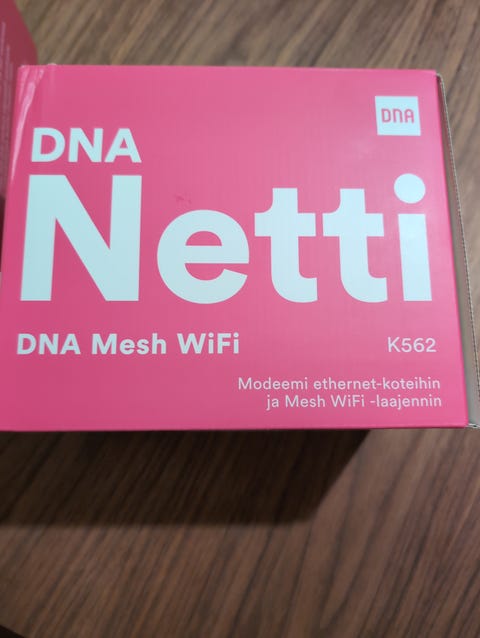 DNA
DNA
Netti
DNA Mesh WiFi
K562
Modeemi ethernet-koteihin
ja Mesh WiFi -laajennin